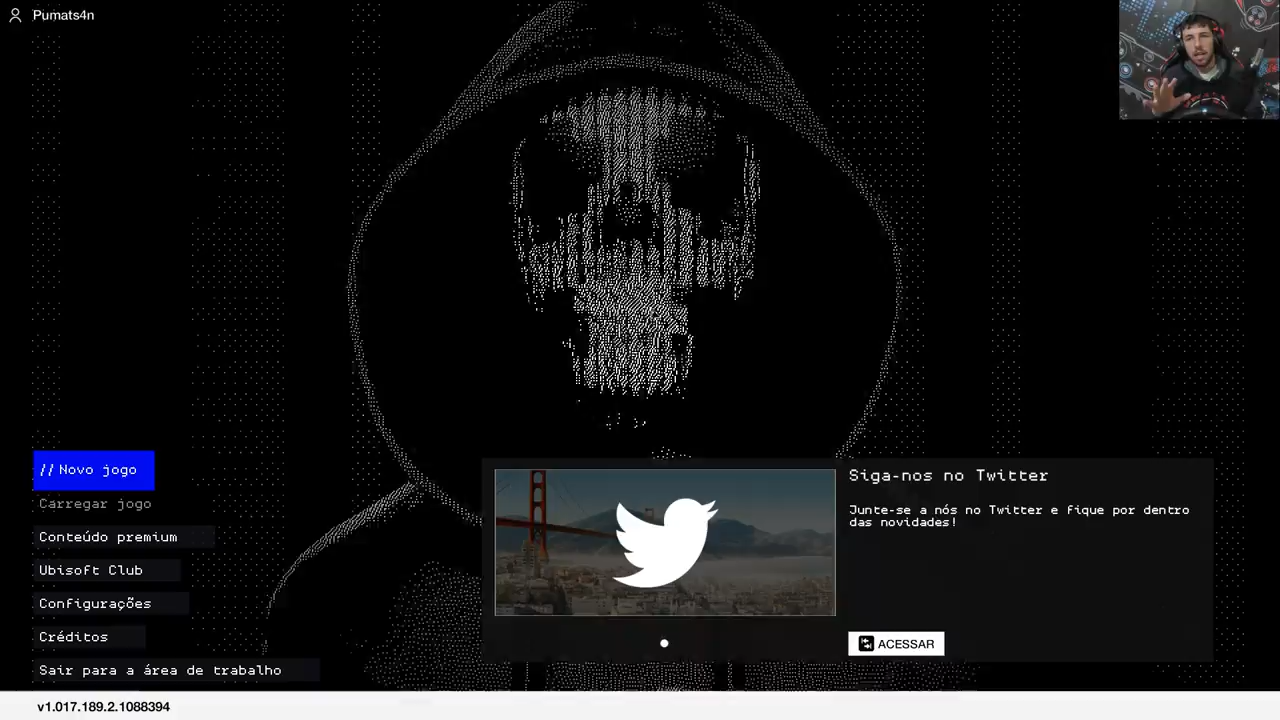 Pumats4n
// Novo jogo
Carregar jogo
Conteúdo premium
Ubisoft Club
Configurações
Créditos
Sair para a área de trabalho
Siga-nos no Twitter
Junte-se a nós no Twitter e fique por dentro
das novidades!
ACESSAR
v1.017.189.2.1088394